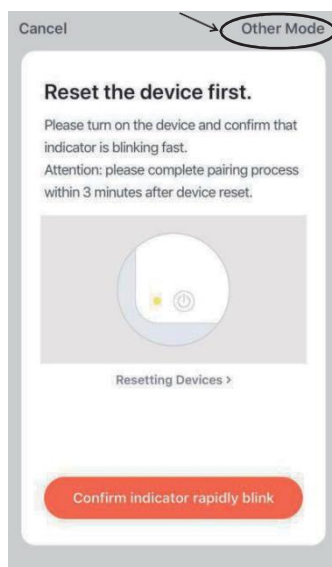 Cancel Other Mode
Reset the device first.
Please turn on the device and confirm that
indicator is blinking fast.
Attention: please complete pairing process
within 3 minutes after device reset.
Resetting Devices >
Confirm indicator rapidly blink